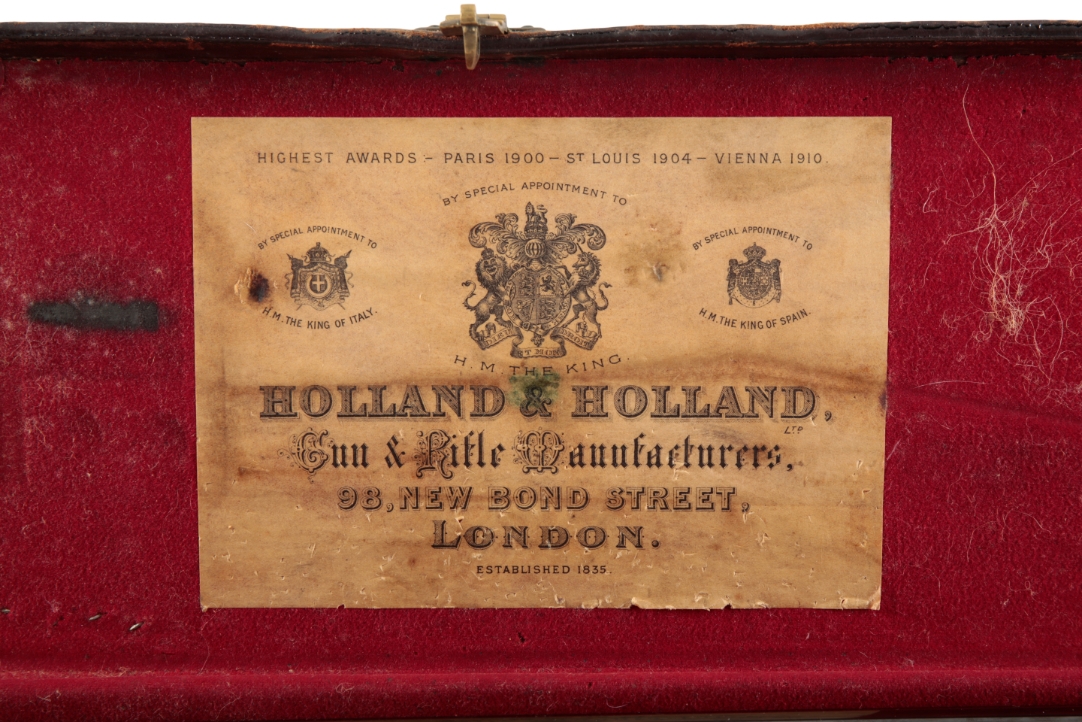 HIGHEST AWARDS – PARIS 1900 – ST LOUIS 1904 – VIENNA 1910.
BY SPECIAL APPOINTMENT TO
H. M. THE KING.
BY SPECIAL APPOINTMENT TO
H.M. THE KING OF ITALY.
BY SPECIAL APPOINTMENT TO
H.M. THE KING OF SPAIN.
HOLLAND & HOLLAND,
LTD
Gun & Rifle Manufacturers,
98, NEW BOND STREET,
LONDON.
ESTABLISHED 1835.